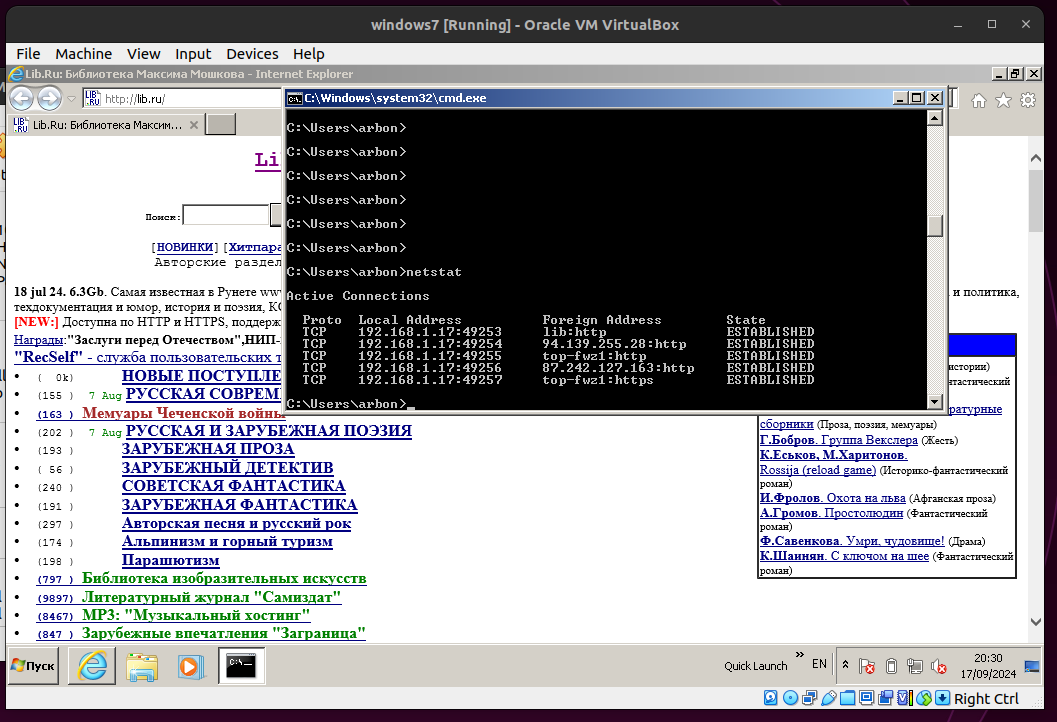 windows7 [Running] - Oracle VM VirtualBox
File Machine View Input Devices Help
Lib.Ru: Библиотека Максима Мошкова - Internet Explorer
LIB .RU http://lib.ru/
LIB .RU Lib.Ru: Библиотека Максим...
C:\Windows\system32\cmd.exe
C:\Users\arbon>
C:\Users\arbon>
C:\Users\arbon>
C:\Users\arbon>
C:\Users\arbon>
C:\Users\arbon>
C:\Users\arbon>netstat
Active Connections
Proto Local Address Foreign Address State
TCP 192.168.1.17:49253 lib:http ESTABLISHED
TCP 192.168.1.17:49254 94.139.255.28:http ESTABLISHED
TCP 192.168.1.17:49255 top-fwz1:http ESTABLISHED
TCP 192.168.1.17:49256 87.242.127.163:http ESTABLISHED
TCP 192.168.1.17:49257 top-fwz1:https ESTABLISHED
C:\Users\arbon>_
Li
Поиск:
[НОВИНКИ] [Хитпара
Авторские раздел
18 jul 24. 6.3Gb. Самая известная в Рунете www
и политика,
техдокументация и юмор, история и поэзия, КС
[NEW:] Доступна по HTTP и HTTPS, поддерж
Награды:"Заслуги перед Отечеством",НИП-
"RecSelf" - служба пользовательских т
( 0k) НОВЫЕ ПОСТУПЛЕ
(155 ) 7 Aug РУССКАЯ СОВРЕМ
(163 ) Мемуары Чеченской войны
(202 ) 7 Aug РУССКАЯ И ЗАРУБЕЖНАЯ ПОЭЗИЯ
(193 ) ЗАРУБЕЖНАЯ ПРОЗА
( 56) ЗАРУБЕЖНЫЙ ДЕТЕКТИВ
(240 ) СОВЕТСКАЯ ФАНТАСТИКА
(191 ) ЗАРУБЕЖНАЯ ФАНТАСТИКА
(297 ) Авторская песня и русский рок
(174 ) Альпинизм и горный туризм
(198 ) Парашютизм
(797 ) Библиотека изобразительных искусств
(9897) Литературный журнал "Самиздат"
(8467) MP3: "Музыкальный хостинг"
(847 ) Зарубежные впечатления "Заграница"
истории)
нтастический
ратурные
сборники (Проза, поэзия, мемуары)
Г.Бобров. Группа Векслера (Жесть)
К.Еськов, М.Харитонов.
Rossija (reload game) (Историко-фантастический
роман)
И.Фролов. Охота на льва (Афганская проза)
А.Громов. Простолюдин (Фантастический
роман)
Ф.Савенкова. Умри, чудовище! (Драма)
К.Шаинян. С ключом на шее (Фантастический
роман)
Пуск
C:\
Quick Launch » EN
20:30
17/09/2024
Right Ctrl